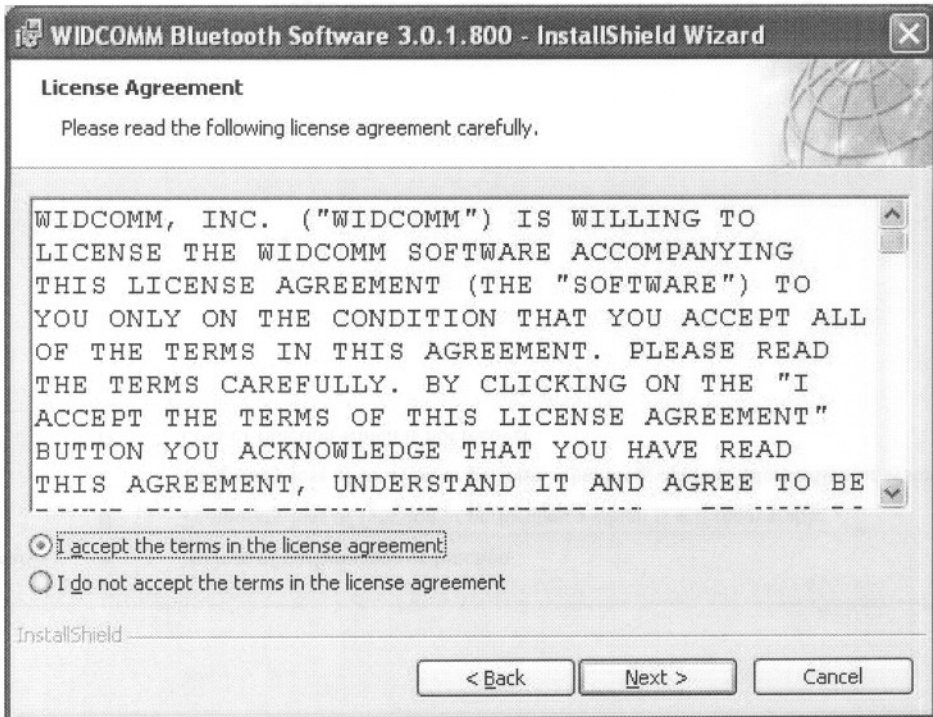 WIDCOMM Bluetooth Software 3.0.1.800 - InstallShield Wizard
License Agreement
Please read the following license agreement carefully.
WIDCOMM, INC. ("WIDCOMM") IS WILLING TO
LICENSE THE WIDCOMM SOFTWARE ACCOMPANYING
THIS LICENSE AGREEMENT (THE "SOFTWARE") TO
YOU ONLY ON THE CONDITION THAT YOU ACCEPT ALL
OF THE TERMS IN THIS AGREEMENT. PLEASE READ
THE TERMS CAREFULLY. BY CLICKING ON THE "I
ACCEPT THE TERMS OF THIS LICENSE AGREEMENT"
BUTTON YOU ACKNOWLEDGE THAT YOU HAVE READ
THIS AGREEMENT, UNDERSTAND IT AND AGREE TO BE
I accept the terms in the license agreement
I do not accept the terms in the license agreement
InstallShield
< Back Next > Cancel